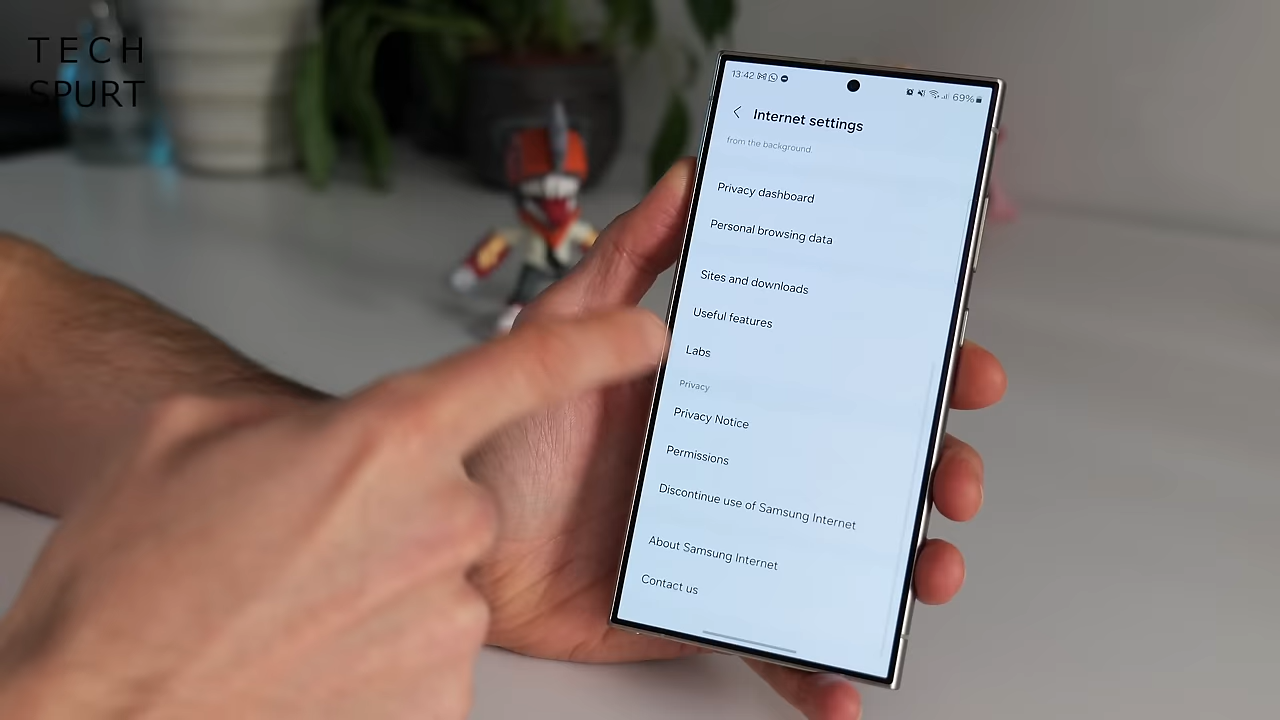 TECH
SPURT
13:42
69%
Internet settings
from the background.
Privacy dashboard
Personal browsing data
Sites and downloads
Useful features
Labs
Privacy
Privacy Notice
Permissions
Discontinue use of Samsung Internet
About Samsung Internet
Contact us